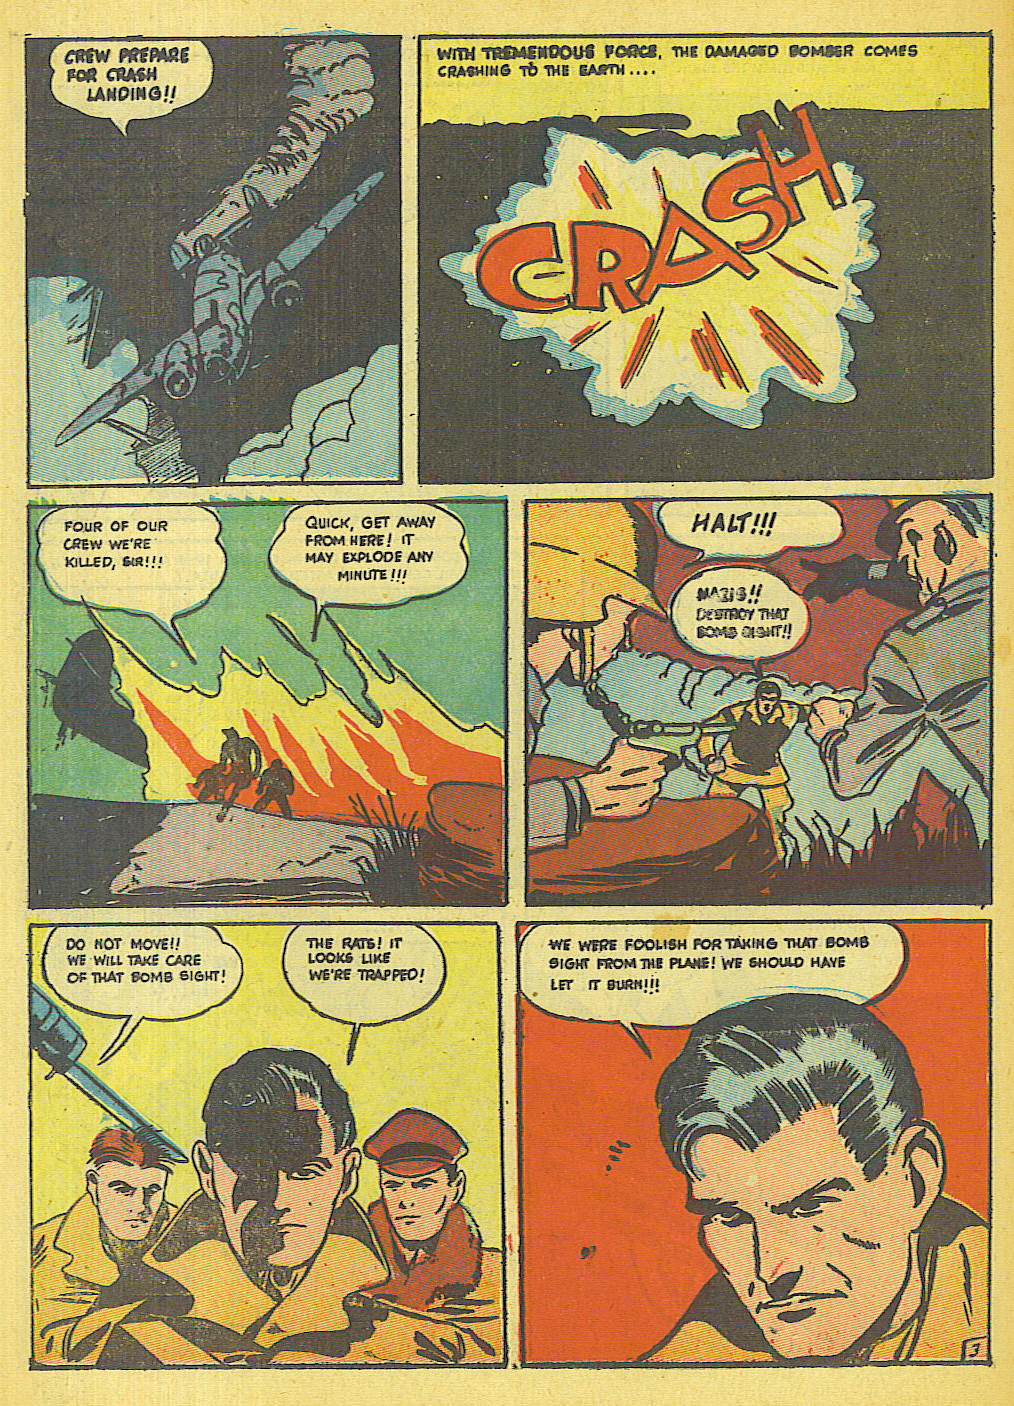 CREW PREPARE
FOR CRASH
LANDING!!
WITH TREMENDOUS FORCE, THE DAMAGED BOMBER COMES
CRASHING TO THE EARTH....
CRASH
FOUR OF OUR
CREW WE'RE
KILLED, SIR!!!
QUICK, GET AWAY
FROM HERE! IT
MAY EXPLODE ANY
MINUTE!!!
HALT!!!
NAZIS!!
DESTROY THAT
BOMB SIGHT!!
DO NOT MOVE!!
WE WILL TAKE CARE
OF THAT BOMB SIGHT!
THE RATS! IT
LOOKS LIKE
WE'RE TRAPPED!
WE WERE FOOLISH FOR TAKING THAT BOMB
SIGHT FROM THE PLANE! WE SHOULD HAVE
LET IT BURN!!!
3